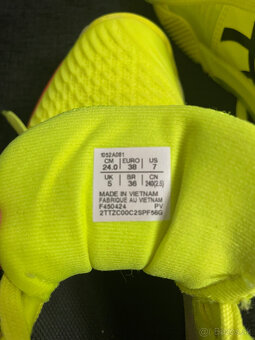 1052A081
CM EURO US
24.0 38 7
UK BR CN
5 36 240(2.5)
MADE IN VIETNAM
FABRIQUE AU VIETNAM
F450424 PV
2TTZC00C2SPF56G